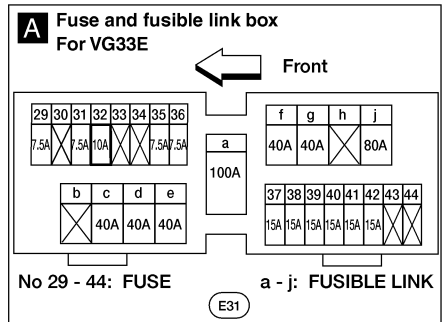 A Fuse and fusible link box
For VG33E
Front
29 30 31 32 33 34 35 36
7.5A 7.5A 10A 7.5A 7.5A
a
100A
f g h j
40A 40A 80A
b c d e
40A 40A 40A
37 38 39 40 41 42 43 44
15A 15A 15A 15A 15A 15A
No 29 - 44: FUSE
a - j: FUSIBLE LINK
E31